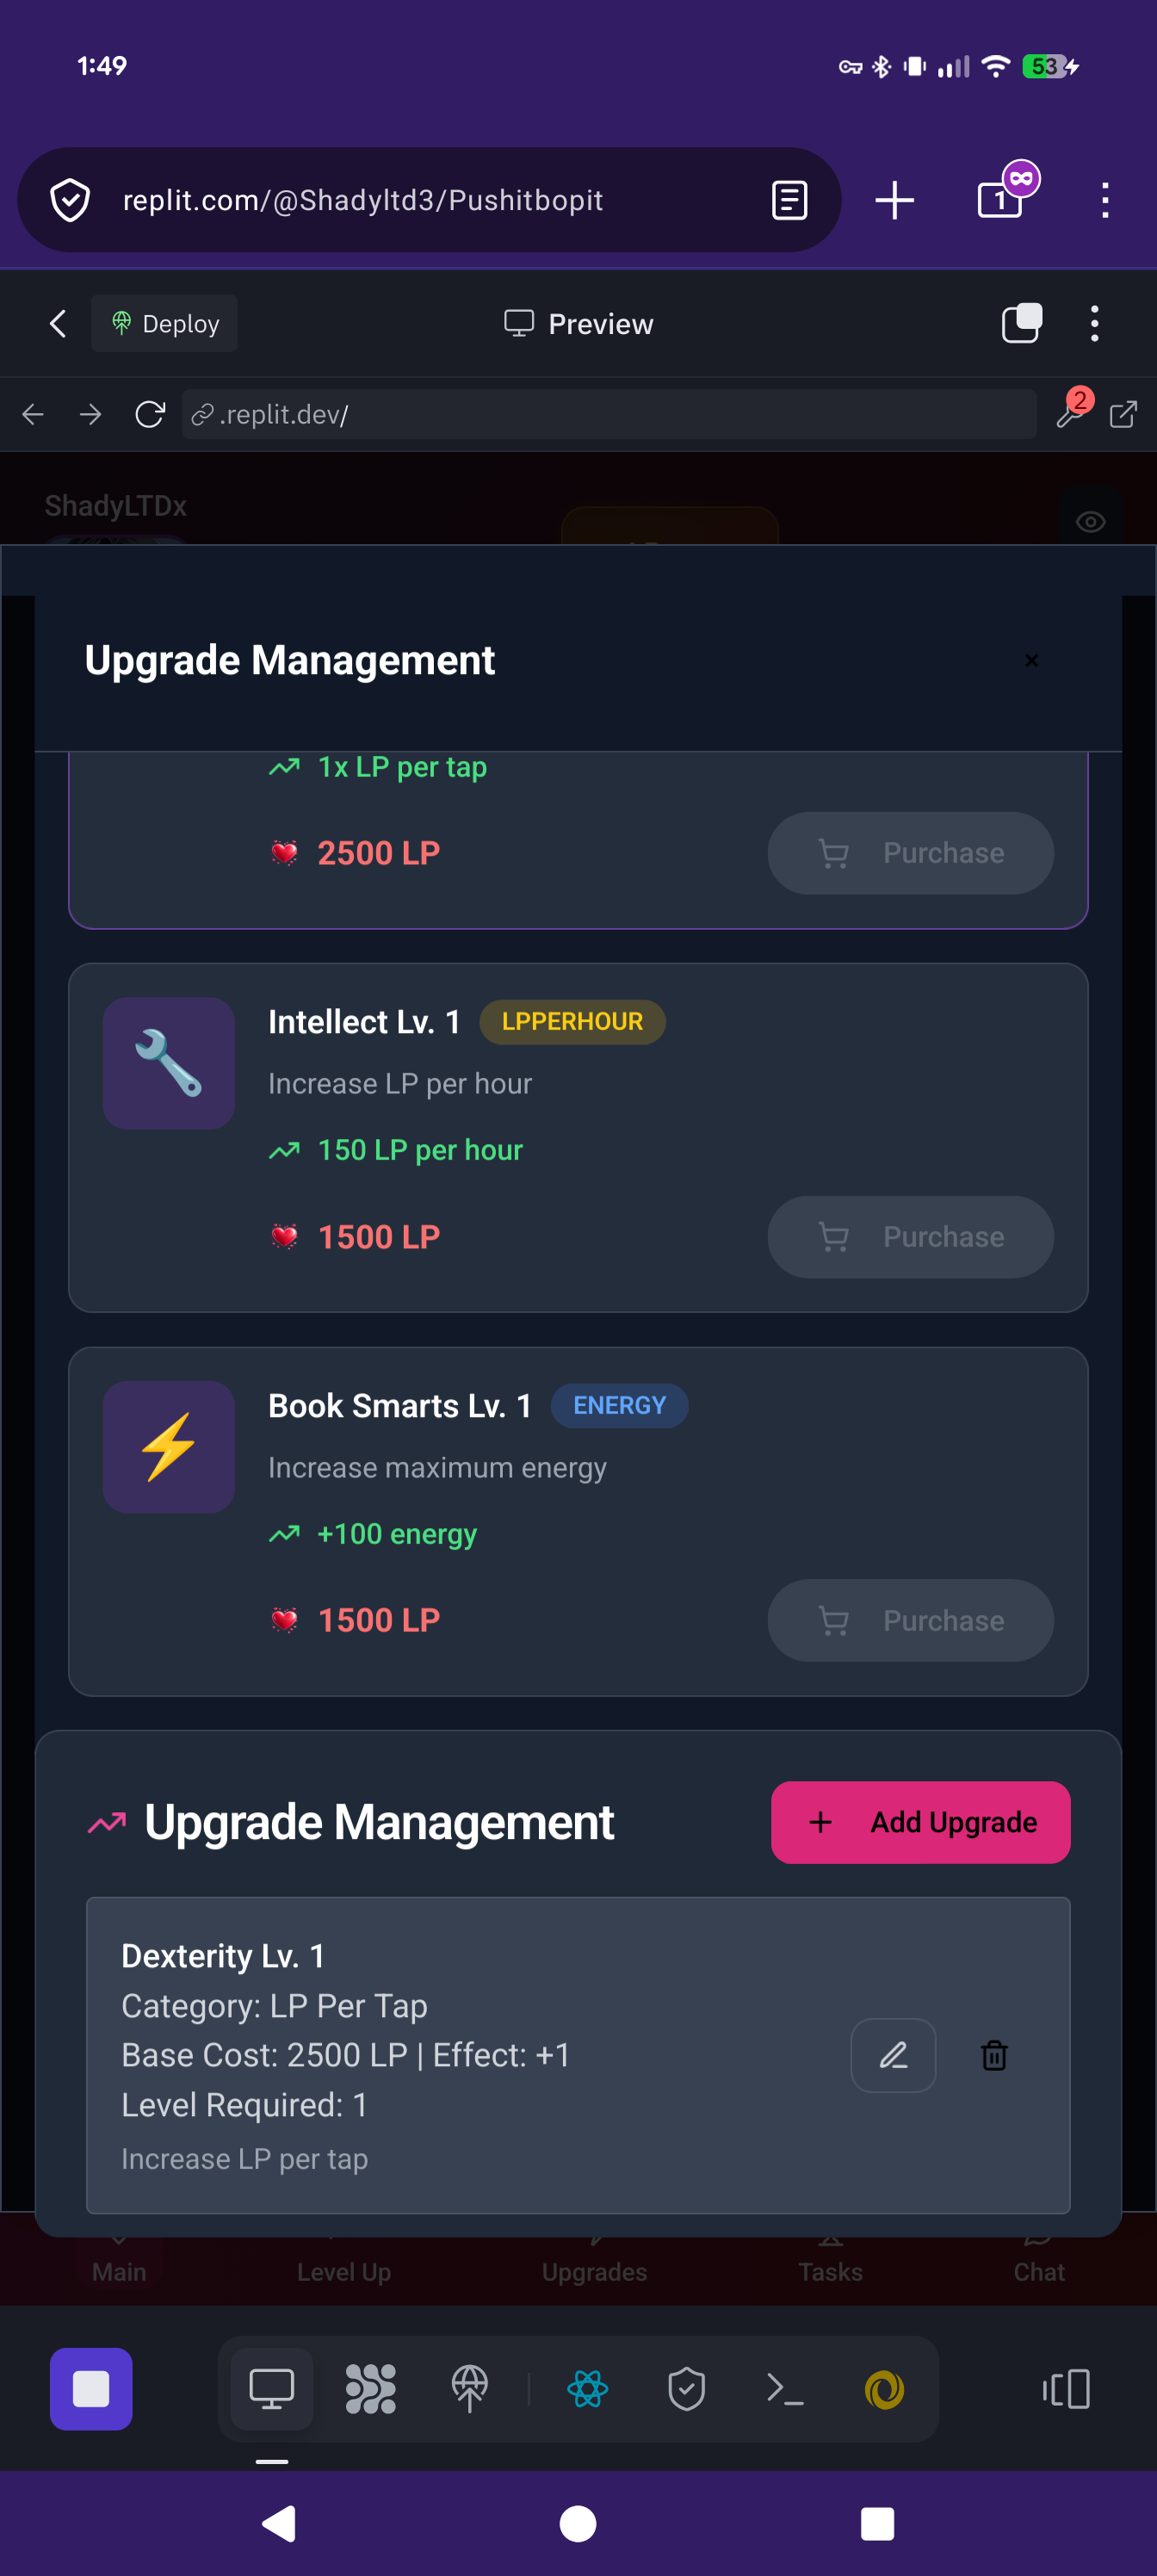 1:49
53
replit.com/@Shadyltd3/Pushitbopit
1
Deploy
Preview
.replit.dev/
2
ShadyLTDx
Upgrade Management
×
1x LP per tap
2500 LP
Purchase
Intellect Lv. 1
LPPERHOUR
Increase LP per hour
150 LP per hour
1500 LP
Purchase
Book Smarts Lv. 1
ENERGY
Increase maximum energy
+100 energy
1500 LP
Purchase
Upgrade Management
+ Add Upgrade
Dexterity Lv. 1
Category: LP Per Tap
Base Cost: 2500 LP | Effect: +1
Level Required: 1
Increase LP per tap
Main
Level Up
Upgrades
Tasks
Chat